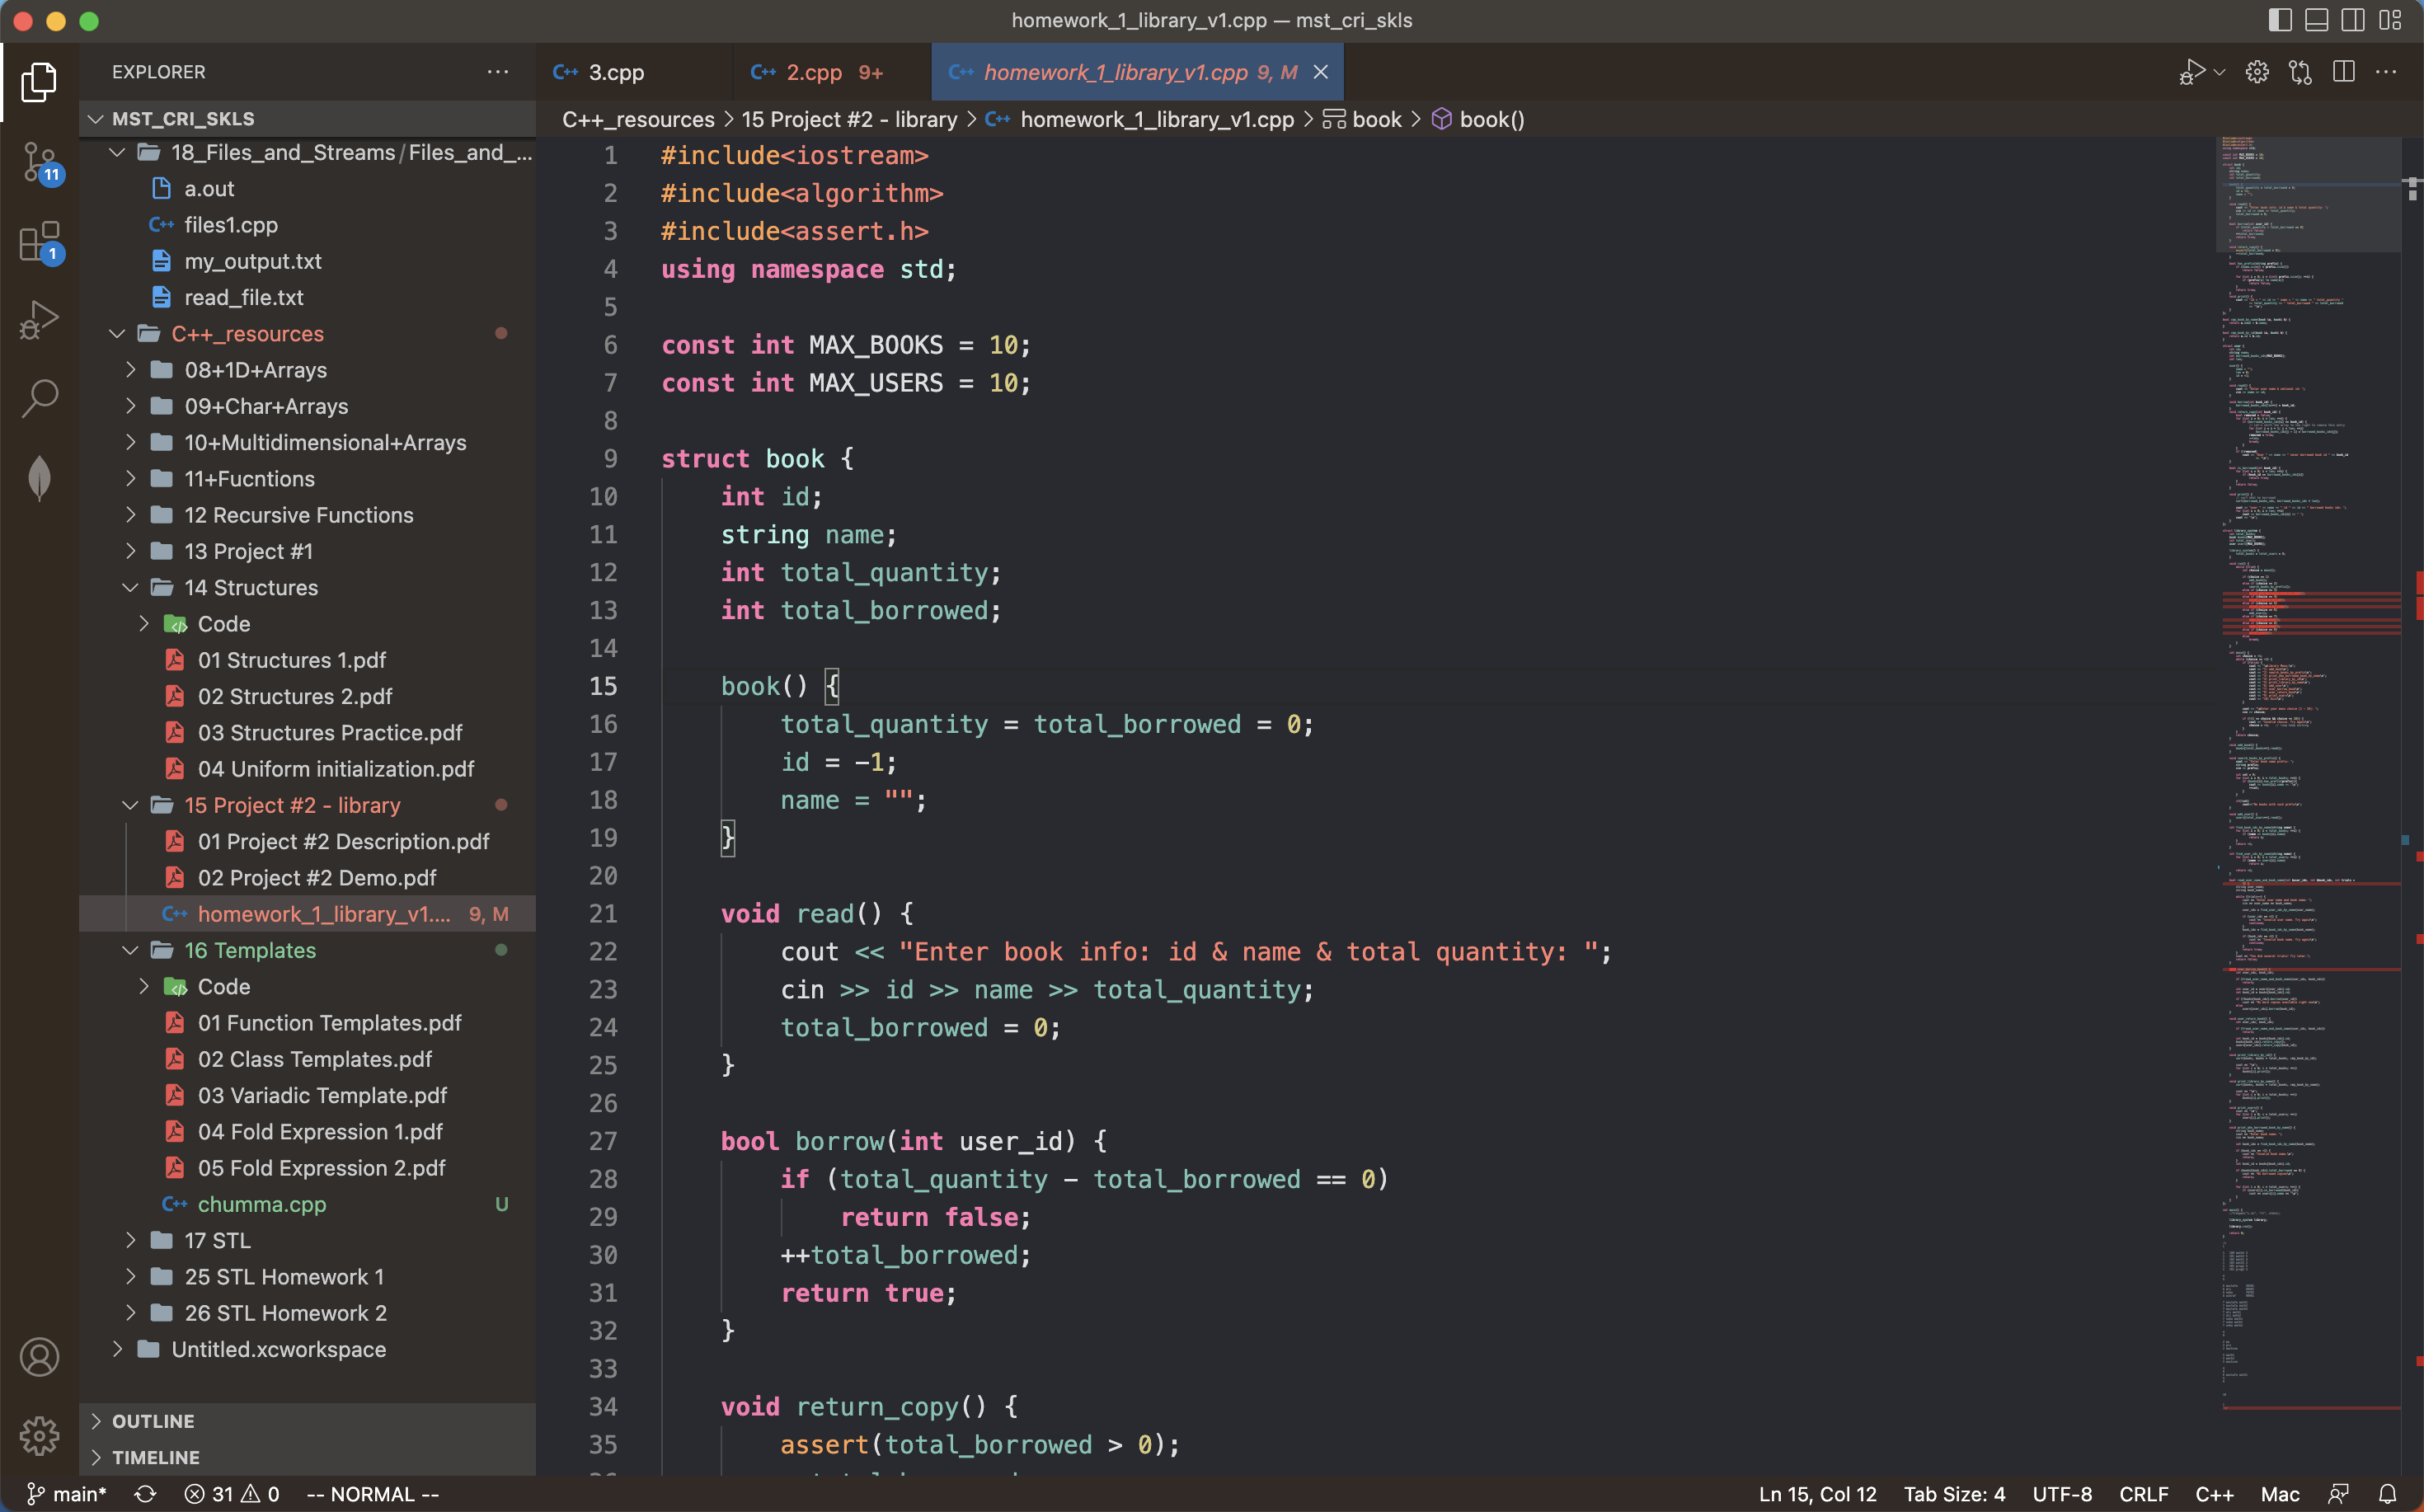 homework_1_library_v1.cpp — mst_cri_skls
EXPLORER
MST_CRI_SKLS
18_Files_and_Streams/Files_and_...
a.out
files1.cpp
my_output.txt
read_file.txt
C++_resources
08+1D+Arrays
09+Char+Arrays
10+Multidimensional+Arrays
11+Fucntions
12 Recursive Functions
13 Project #1
14 Structures
Code
01 Structures 1.pdf
02 Structures 2.pdf
03 Structures Practice.pdf
04 Uniform initialization.pdf
15 Project #2 - library
01 Project #2 Description.pdf
02 Project #2 Demo.pdf
homework_1_library_v1.... 9, M
16 Templates
Code
01 Function Templates.pdf
02 Class Templates.pdf
03 Variadic Template.pdf
04 Fold Expression 1.pdf
05 Fold Expression 2.pdf
chumma.cpp U
17 STL
25 STL Homework 1
26 STL Homework 2
Untitled.xcworkspace
OUTLINE
TIMELINE
11
1
C++ 3.cpp C++ 2.cpp 9+ C++ homework_1_library_v1.cpp 9, M
C++_resources > 15 Project #2 - library > C++ homework_1_library_v1.cpp > book > book()
1 #include<iostream>
2 #include<algorithm>
3 #include<assert.h>
4 using namespace std;
5
6 const int MAX_BOOKS = 10;
7 const int MAX_USERS = 10;
8
9 struct book {
10 int id;
11 string name;
12 int total_quantity;
13 int total_borrowed;
14
15 book() {
16 total_quantity = total_borrowed = 0;
17 id = -1;
18 name = "";
19 }
20
21 void read() {
22 cout << "Enter book info: id & name & total quantity: ";
23 cin >> id >> name >> total_quantity;
24 total_borrowed = 0;
25 }
26
27 bool borrow(int user_id) {
28 if (total_quantity - total_borrowed == 0)
29 return false;
30 ++total_borrowed;
31 return true;
32 }
33
34 void return_copy() {
35 assert(total_borrowed > 0);
main* 31 0 -- NORMAL -- Ln 15, Col 12 Tab Size: 4 UTF-8 CRLF C++ Mac